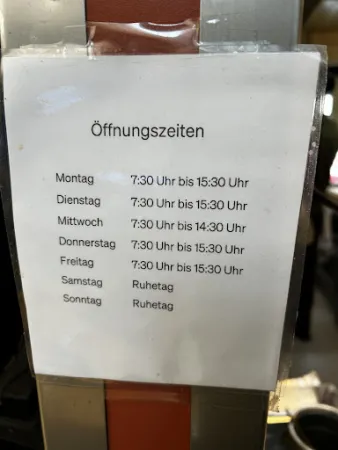 Öffnungszeiten
Montag 7:30 Uhr bis 15:30 Uhr
Dienstag 7:30 Uhr bis 15:30 Uhr
Mittwoch 7:30 Uhr bis 14:30 Uhr
Donnerstag 7:30 Uhr bis 15:30 Uhr
Freitag 7:30 Uhr bis 15:30 Uhr
Samstag Ruhetag
Sonntag Ruhetag